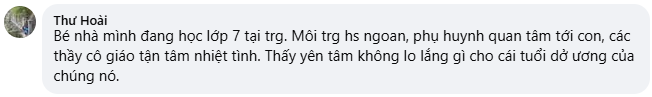 Thư Hoài
Bé nhà mình đang học lớp 7 tại trg. Môi trg hs ngoan, phụ huynh quan tâm tới con, các
thầy cô giáo tận tâm nhiệt tình. Thấy yên tâm không lo lắng gì cho cái tuổi dở ương của
chúng nó.